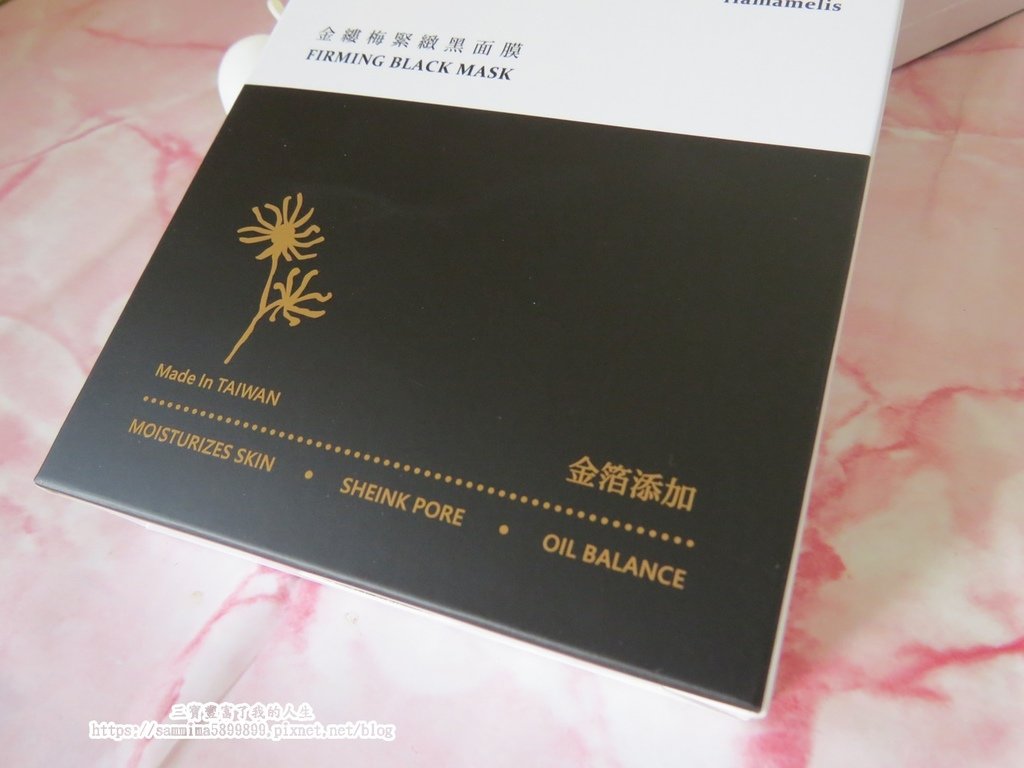 Hamamelis
金縷梅緊緻黑面膜
FIRMING BLACK MASK
Made In TAIWAN
金箔添加
MOISTURIZES SKIN • SHEINK PORE • OIL BALANCE
三寶豐富了我的人生
https://sammima5899890.pixnet.net/blog